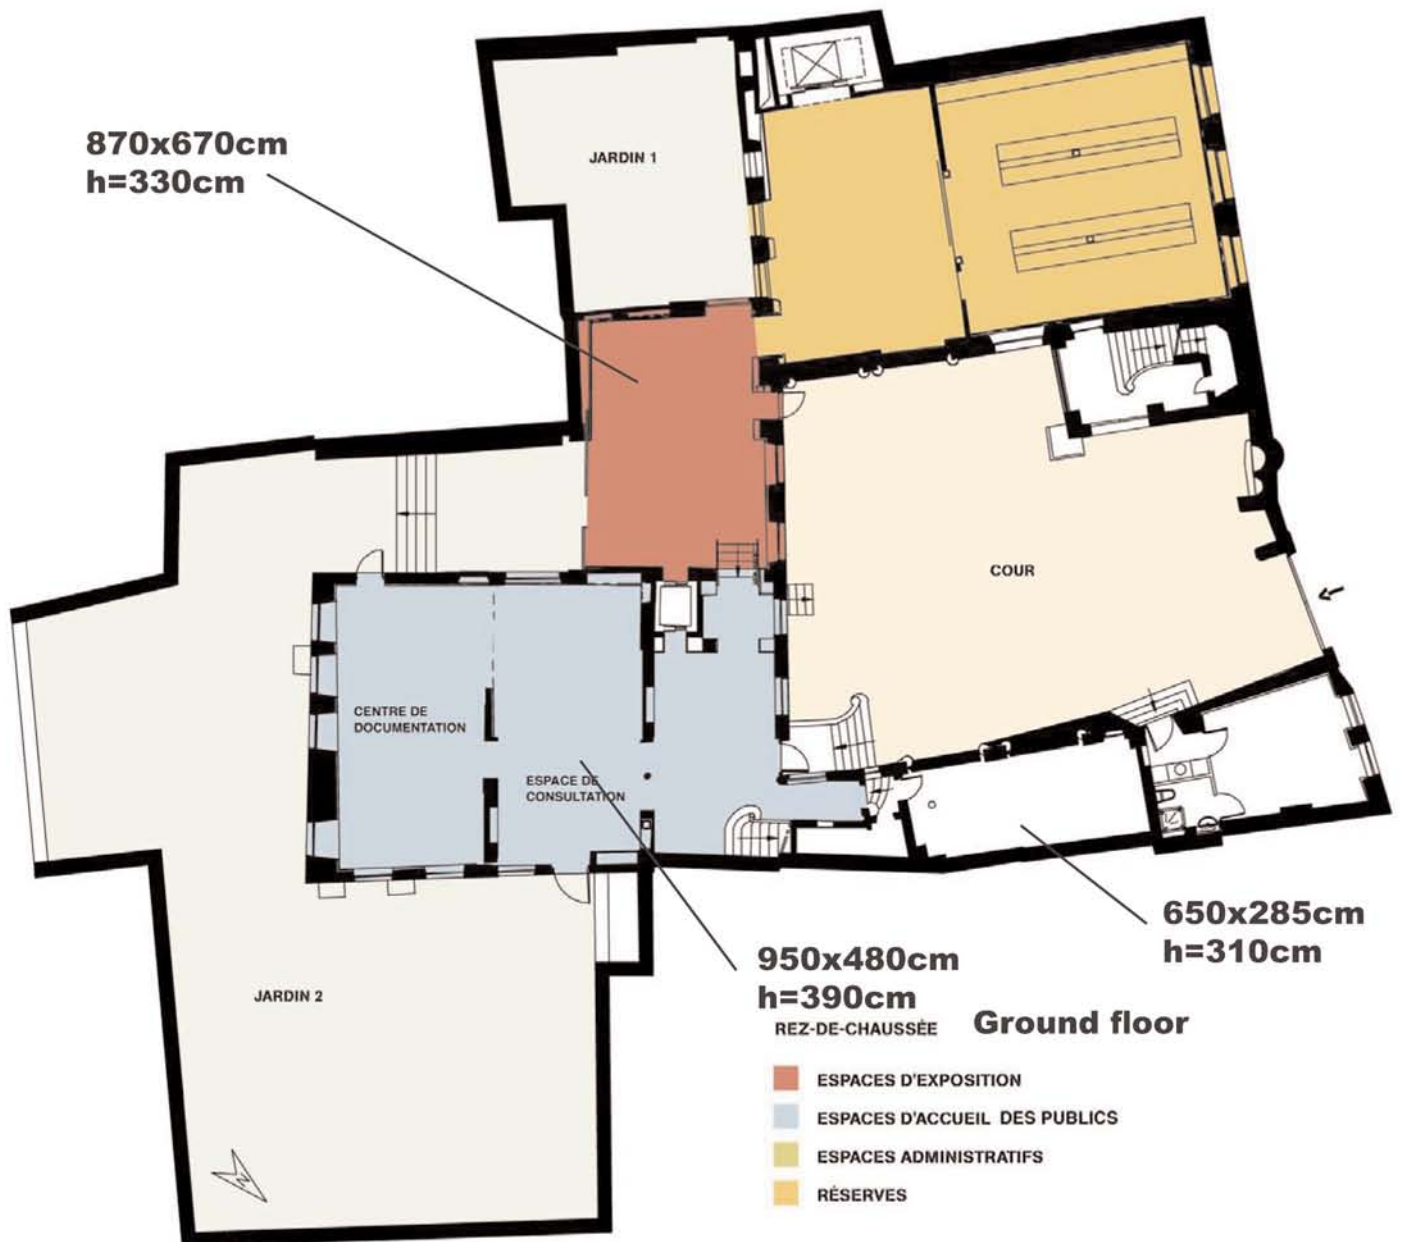 870x670cm
h=330cm
JARDIN 1
COUR
CENTRE DE
DOCUMENTATION
ESPACE DE
CONSULTATION
650x285cm
h=310cm
950x480cm
h=390cm
JARDIN 2
REZ-DE-CHAUSSÉE Ground floor
ESPACES D'EXPOSITION
ESPACES D'ACCUEIL DES PUBLICS
ESPACES ADMINISTRATIFS
RÉSERVES
N